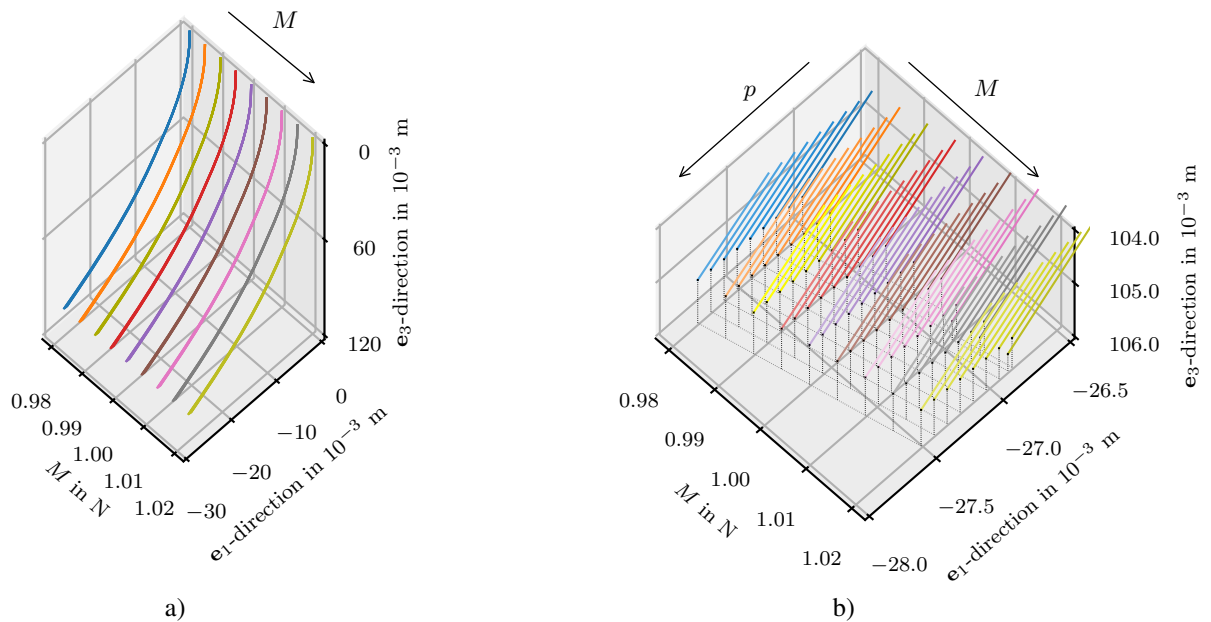 M
0
60
120
e₃-direction in 10⁻³ m
0.98
0.99
1.00
1.01
1.02
M in N
0
−10
−20
−30
e₁-direction in 10⁻³ m
a)
p
M
104.0
105.0
106.0
e₃-direction in 10⁻³ m
0.98
0.99
1.00
1.01
1.02
M in N
−26.5
−27.0
−27.5
−28.0
e₁-direction in 10⁻³ m
b)